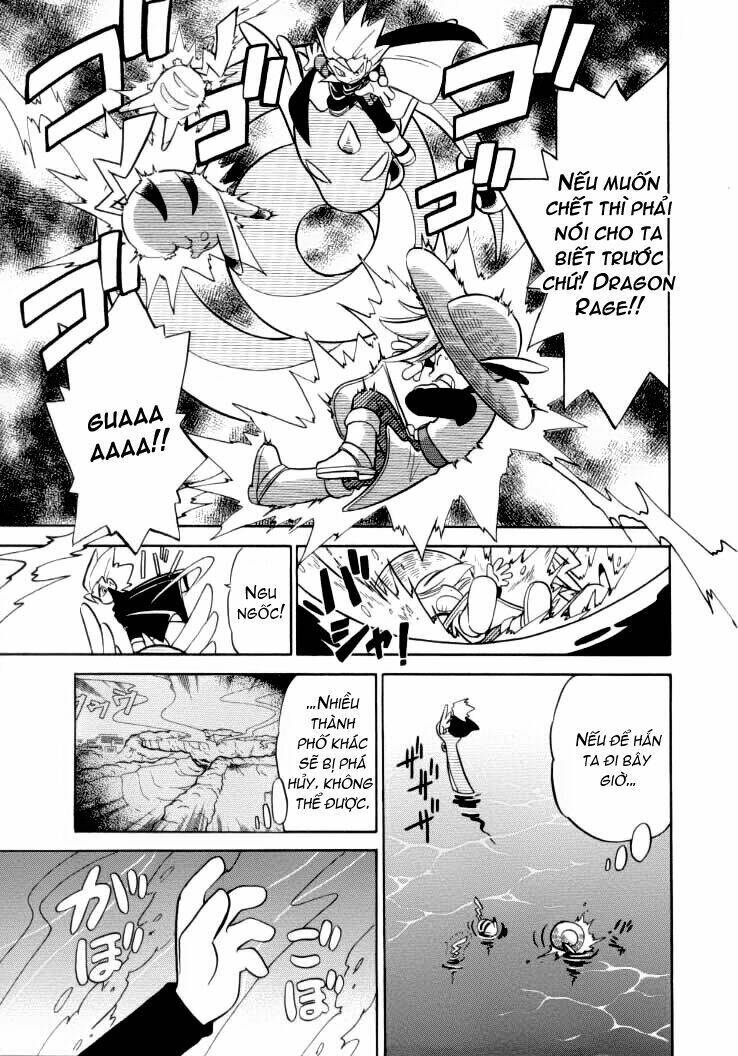 NẾU MUỐN
CHẾT THÌ PHẢI
NÓI CHO TA
BIẾT TRƯỚC
CHỨ! DRAGON
RAGE!!
ゴゴゴゴゴゴ
GUAAA
AAAA!!
バシャ!
NGU
NGỐC!
NẾU ĐỂ HẮN
TA ĐI BÂY
GIỜ...
...NHIỀU
THÀNH
PHỐ KHÁC
SẼ BỊ PHÁ
HỦY, KHÔNG
THỂ ĐƯỢC.
ごぼ
がぼ